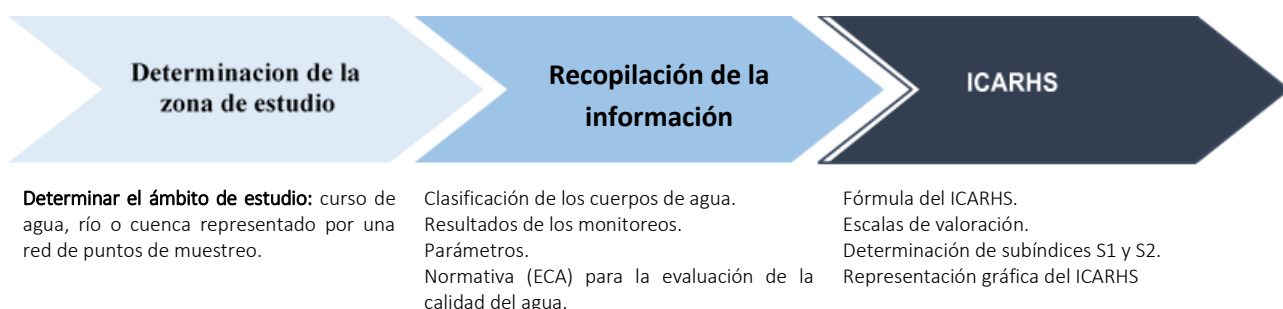 Determinacion de la
zona de estudio
Recopilación de la
información
ICARHS
Determinar el ámbito de estudio: curso de
agua, río o cuenca representado por una
red de puntos de muestreo.
Clasificación de los cuerpos de agua.
Resultados de los monitoreos.
Parámetros.
Normativa (ECA) para la evaluación de la
calidad del agua.
Fórmula del ICARHS.
Escalas de valoración.
Determinación de subíndices S1 y S2.
Representación gráfica del ICARHS